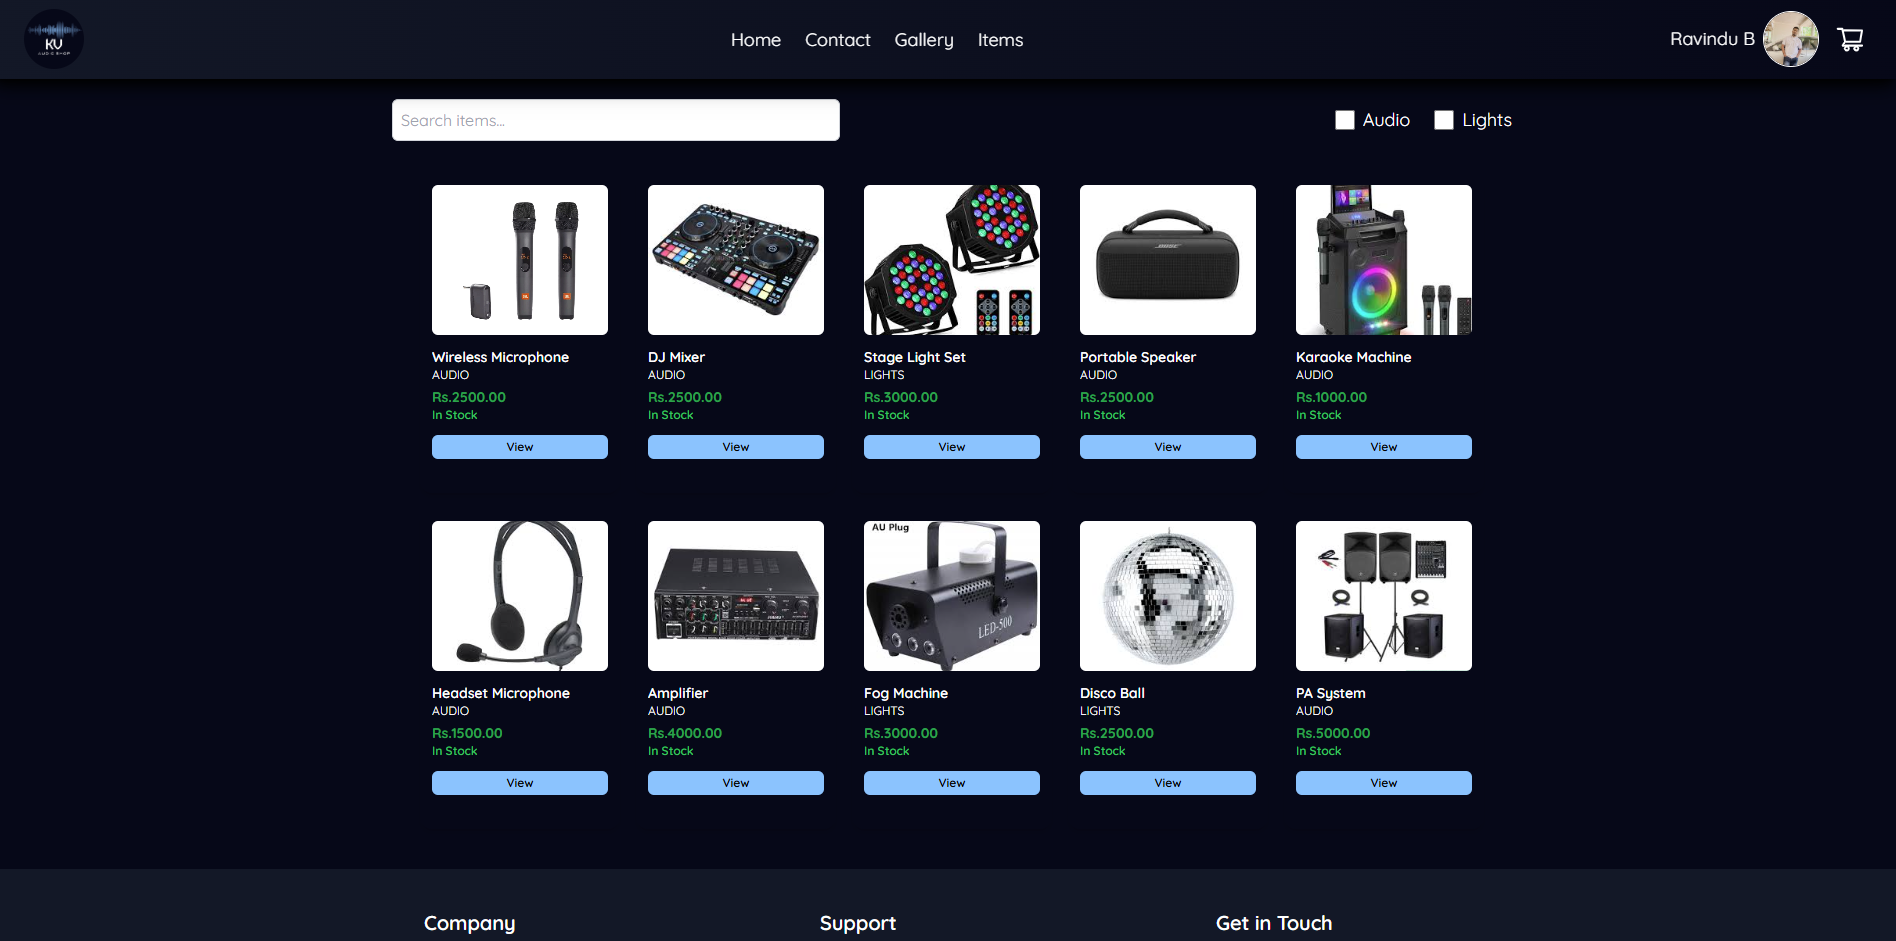 KV
AUDIO SHOP
Home Contact Gallery Items
Ravindu B
Search items...
Audio Lights
BOSE
Wireless Microphone DJ Mixer Stage Light Set Portable Speaker Karaoke Machine
AUDIO AUDIO LIGHTS AUDIO AUDIO
Rs.2500.00 Rs.2500.00 Rs.3000.00 Rs.2500.00 Rs.1000.00
In Stock In Stock In Stock In Stock In Stock
View View View View View
AU Plug
LED-500
Headset Microphone Amplifier Fog Machine Disco Ball PA System
AUDIO AUDIO LIGHTS LIGHTS AUDIO
Rs.1500.00 Rs.4000.00 Rs.3000.00 Rs.2500.00 Rs.5000.00
In Stock In Stock In Stock In Stock In Stock
View View View View View
Company Support Get in Touch